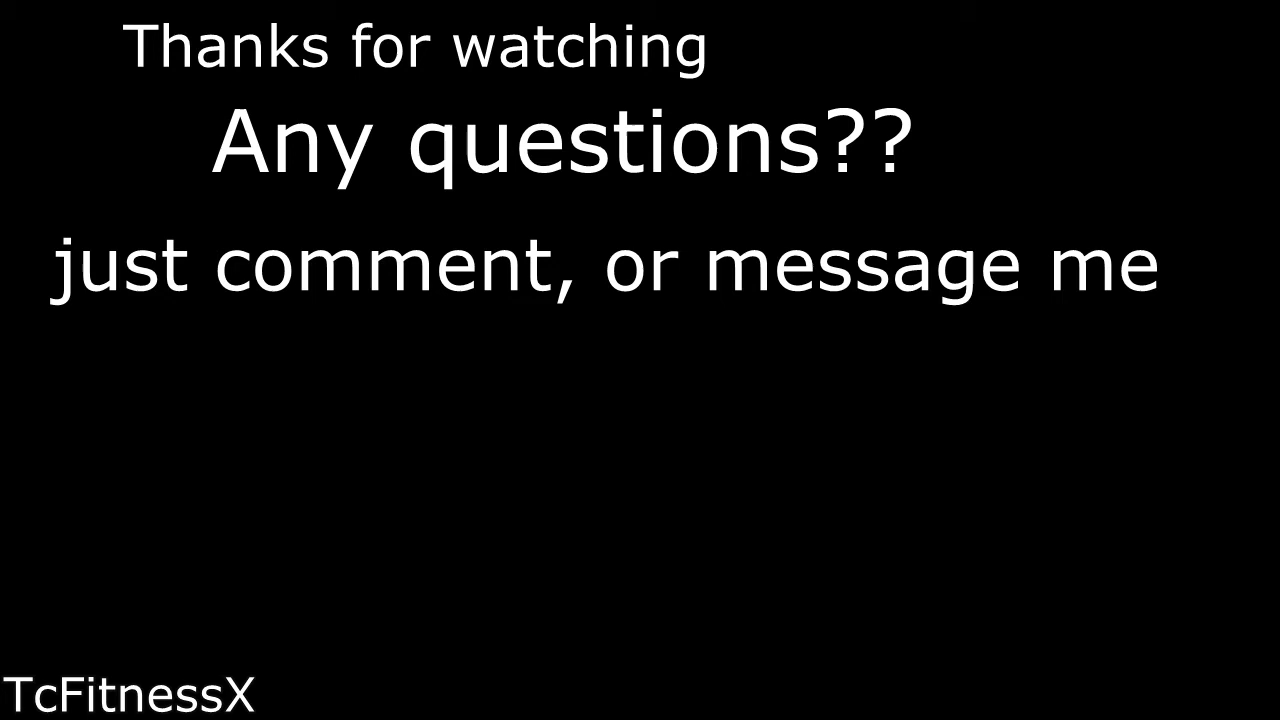 Thanks for watching
Any questions??
just comment, or message me
TcFitnessX